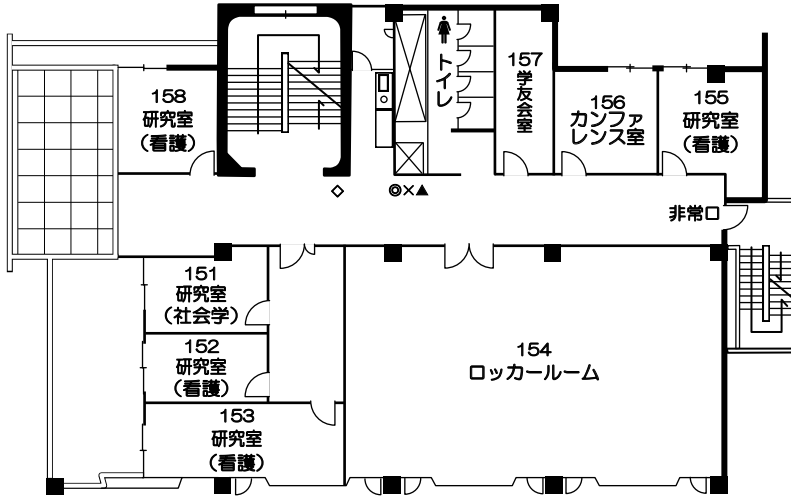 158
研究室
（看護）
トイレ
157
学友会室
156
カンファ
レンス室
155
研究室
（看護）
非常口
151
研究室
（社会学）
152
研究室
（看護）
153
研究室
（看護）
154
ロッカールーム